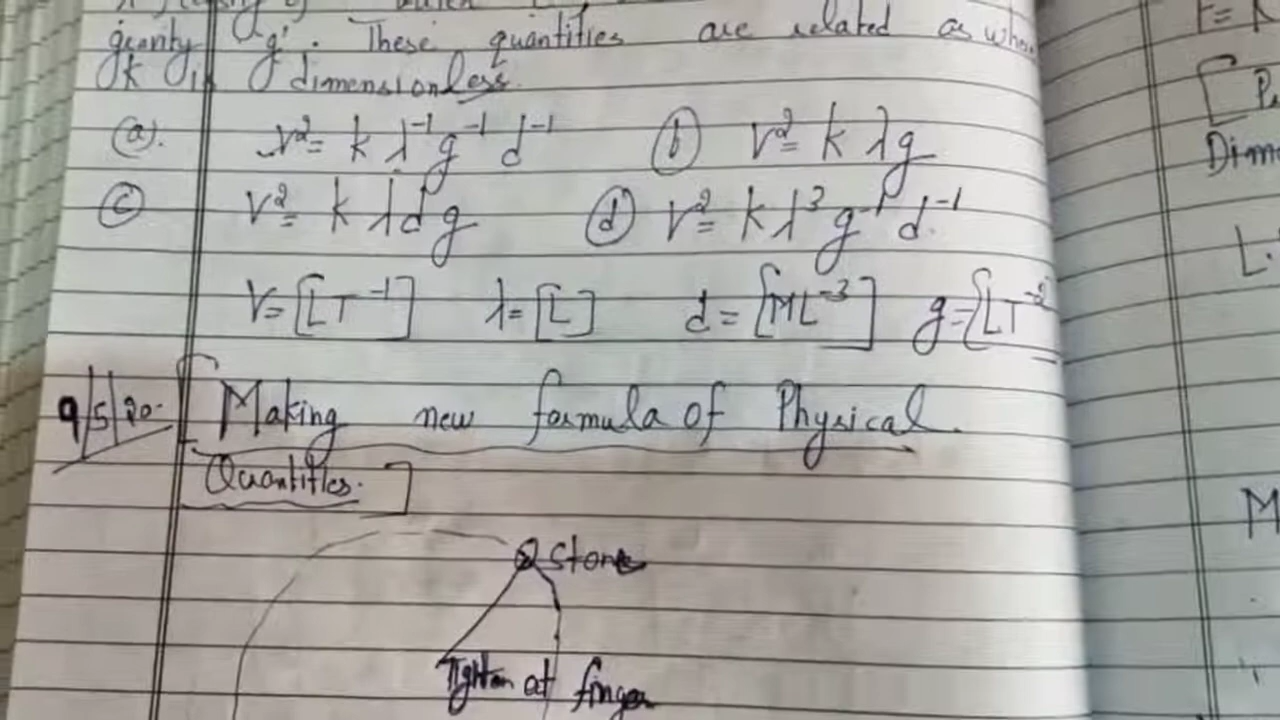 gravity 'g'. These quantities are related as where
k is dimensionless.
(a). v² = k λ⁻¹ g⁻¹ d⁻¹ (b) v² = k λ g
(c) v² = k λ d g (d) v² = k λ³ g⁻¹ d⁻¹
V = [LT⁻¹] λ = [L] d = [ML⁻³] g = [LT⁻²
9/5/20. Making new formula of Physical
Quantities.
Stone
at finger
F =
Dim
L.
M